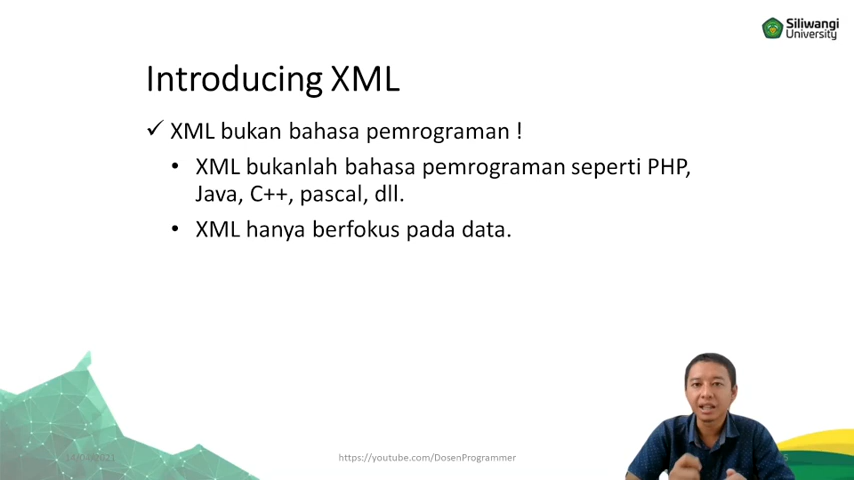 Siliwangi
University
Introducing XML
✓ XML bukan bahasa pemrograman !
• XML bukanlah bahasa pemrograman seperti PHP,
Java, C++, pascal, dll.
• XML hanya berfokus pada data.
https://youtube.com/DosenProgrammer
5